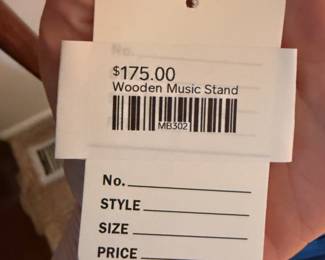 No.
$175.00
Wooden Music Stand
MB302
No.
STYLE
SIZE
PRICE